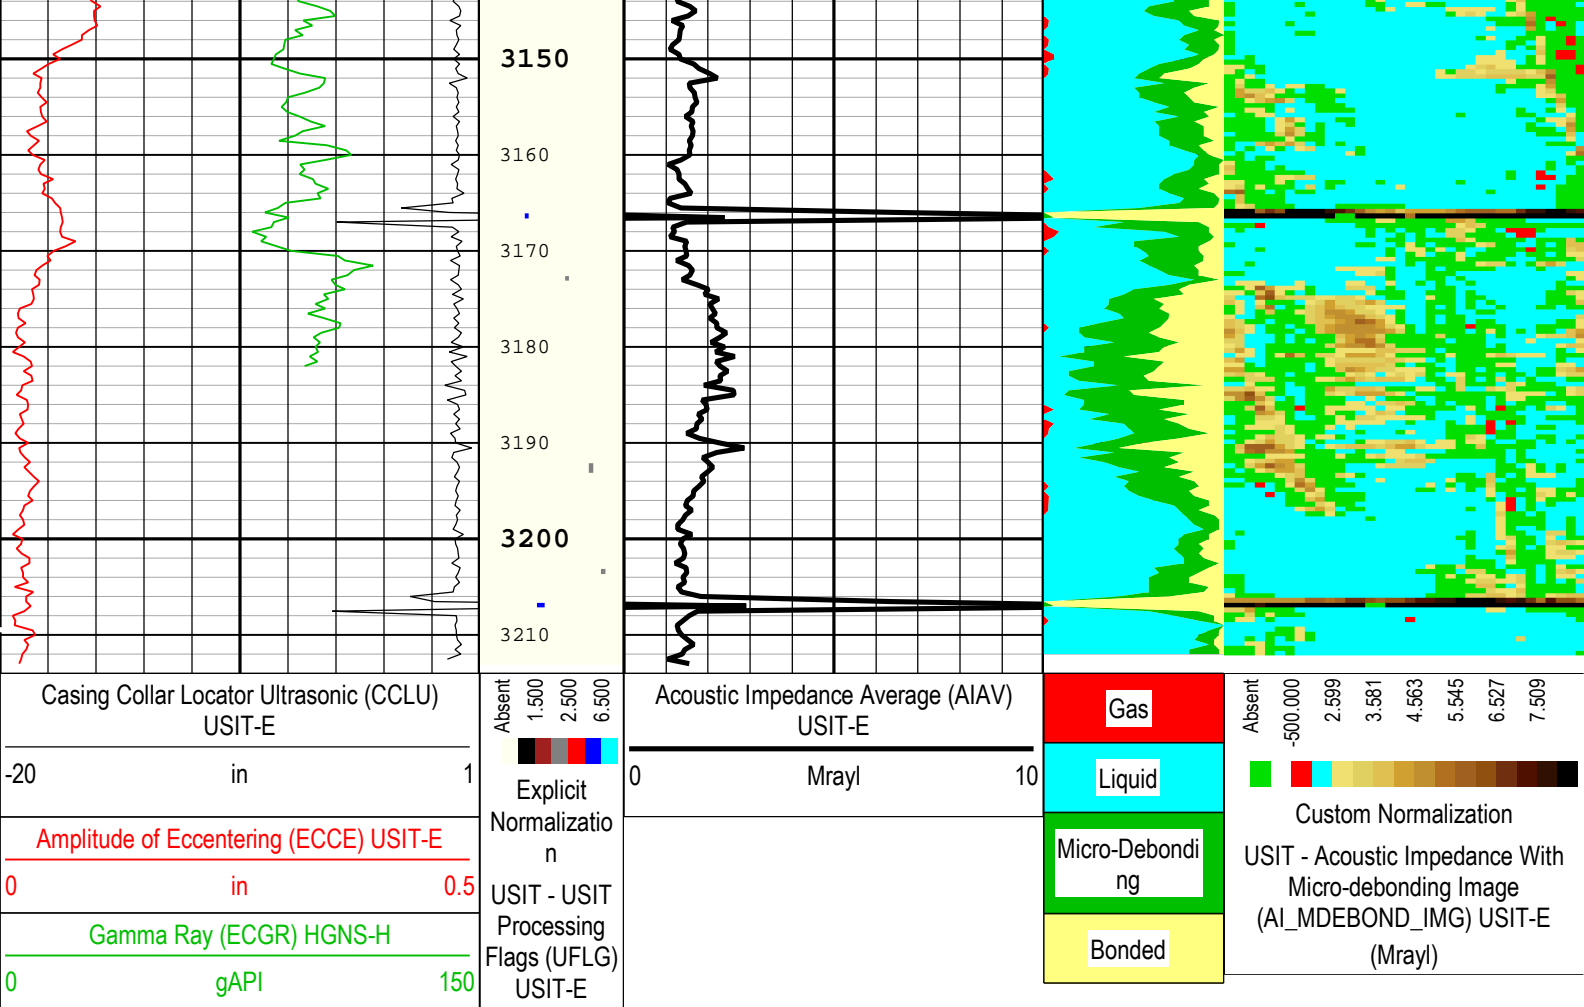 3150
3160
3170
3180
3190
3200
3210
Casing Collar Locator Ultrasonic (CCLU)
USIT-E
-20 in 1
Amplitude of Eccentering (ECCE) USIT-E
0 in 0.5
Gamma Ray (ECGR) HGNS-H
0 gAPI 150
Absent
1.500
2.500
6.500
Explicit
Normalizatio
n
USIT - USIT
Processing
Flags (UFLG)
USIT-E
Acoustic Impedance Average (AIAV)
USIT-E
0 Mrayl 10
Gas
Liquid
Micro-Debondi
ng
Bonded
Absent
-500.000
2.599
3.581
4.563
5.545
6.527
7.509
Custom Normalization
USIT - Acoustic Impedance With
Micro-debonding Image
(AI_MDEBOND_IMG) USIT-E
(Mrayl)